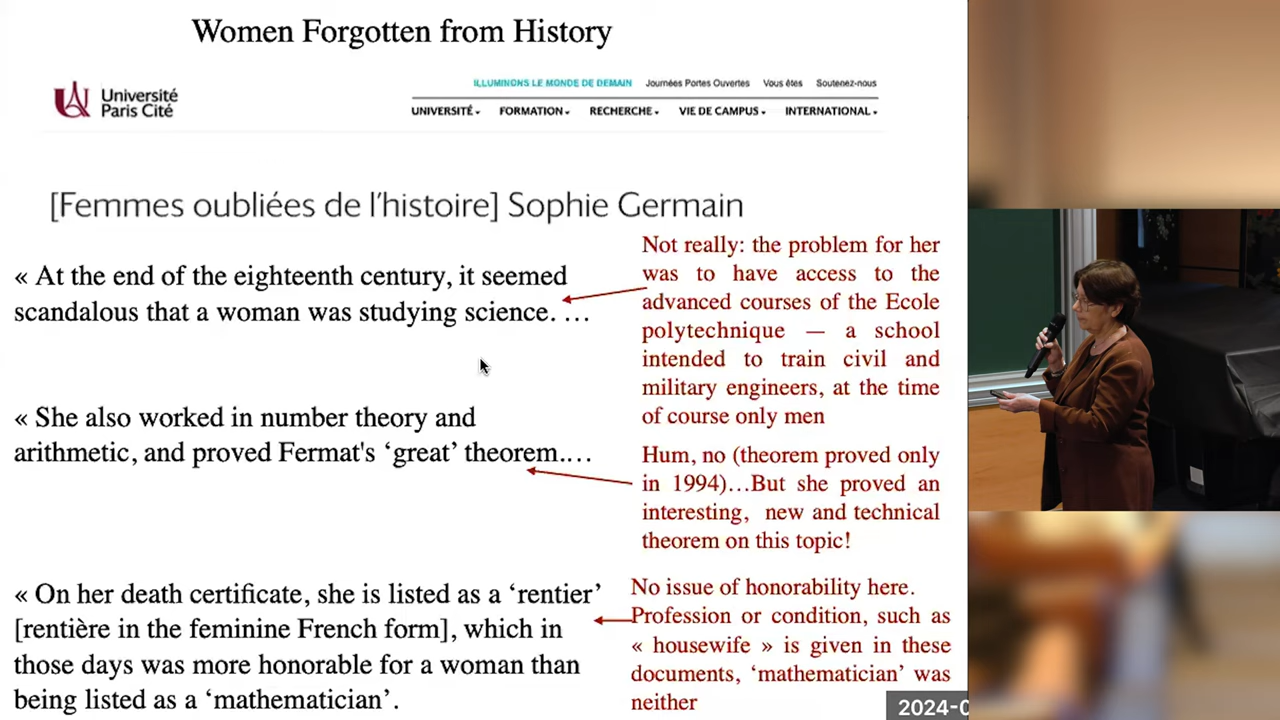 Women Forgotten from History
Université
Paris Cité
ILLUMINONS LE MONDE DE DEMAIN Journées Portes Ouvertes Vous êtes Soutenez-nous
UNIVERSITÉ FORMATION RECHERCHE VIE DE CAMPUS INTERNATIONAL
[Femmes oubliées de l'histoire] Sophie Germain
« At the end of the eighteenth century, it seemed
scandalous that a woman was studying science. …
Not really: the problem for her
was to have access to the
advanced courses of the Ecole
polytechnique — a school
intended to train civil and
military engineers, at the time
of course only men
« She also worked in number theory and
arithmetic, and proved Fermat's ‘great’ theorem.…
Hum, no (theorem proved only
in 1994)…But she proved an
interesting, new and technical
theorem on this topic!
« On her death certificate, she is listed as a ‘rentier’
[rentière in the feminine French form], which in
those days was more honorable for a woman than
being listed as a ‘mathematician’.
No issue of honorability here.
Profession or condition, such as
« housewife » is given in these
documents, ‘mathematician’ was
neither
2024-0